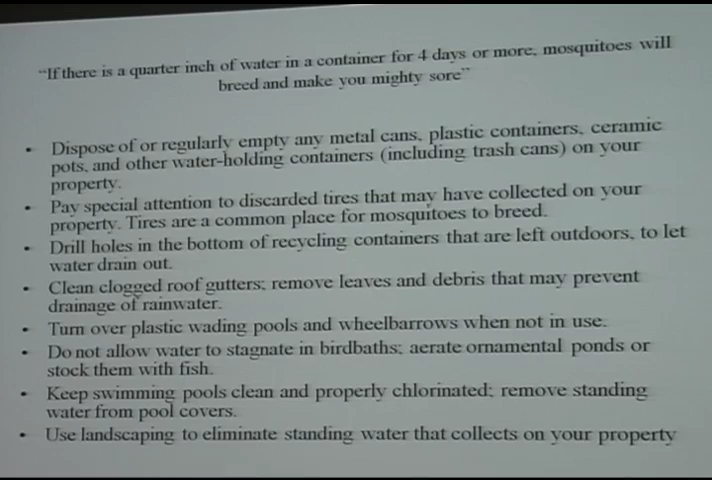 “If there is a quarter inch of water in a container for 4 days or more, mosquitoes will
breed and make you mighty sore”
• Dispose of or regularly empty any metal cans, plastic containers, ceramic
pots, and other water-holding containers (including trash cans) on your
property.
• Pay special attention to discarded tires that may have collected on your
property. Tires are a common place for mosquitoes to breed.
• Drill holes in the bottom of recycling containers that are left outdoors, to let
water drain out.
• Clean clogged roof gutters; remove leaves and debris that may prevent
drainage of rainwater.
• Turn over plastic wading pools and wheelbarrows when not in use.
• Do not allow water to stagnate in birdbaths; aerate ornamental ponds or
stock them with fish.
• Keep swimming pools clean and properly chlorinated; remove standing
water from pool covers.
• Use landscaping to eliminate standing water that collects on your property